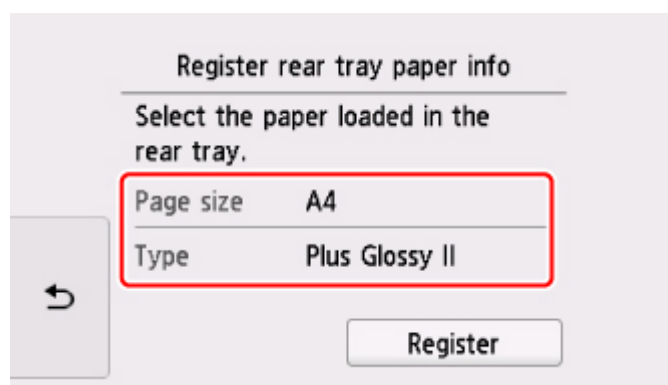 Register rear tray paper info
Select the paper loaded in the
rear tray.
Page size A4
Type Plus Glossy II
Register